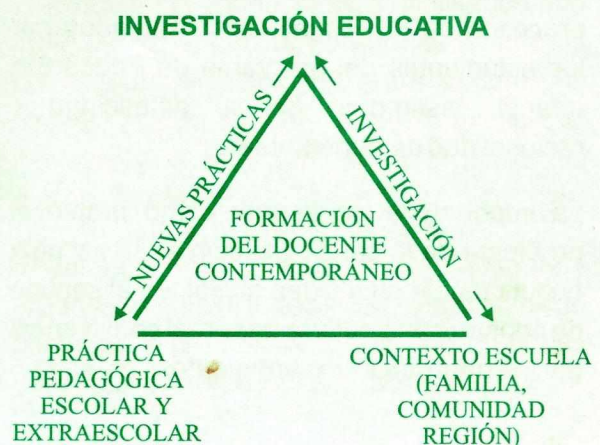 INVESTIGACIÓN EDUCATIVA
NUEVAS PRÁCTICAS
INVESTIGACIÓN
FORMACIÓN
DEL DOCENTE
CONTEMPORÁNEO
PRÁCTICA
PEDAGÓGICA
ESCOLAR Y
EXTRAESCOLAR
CONTEXTO ESCUELA
(FAMILIA,
COMUNIDAD
REGIÓN)